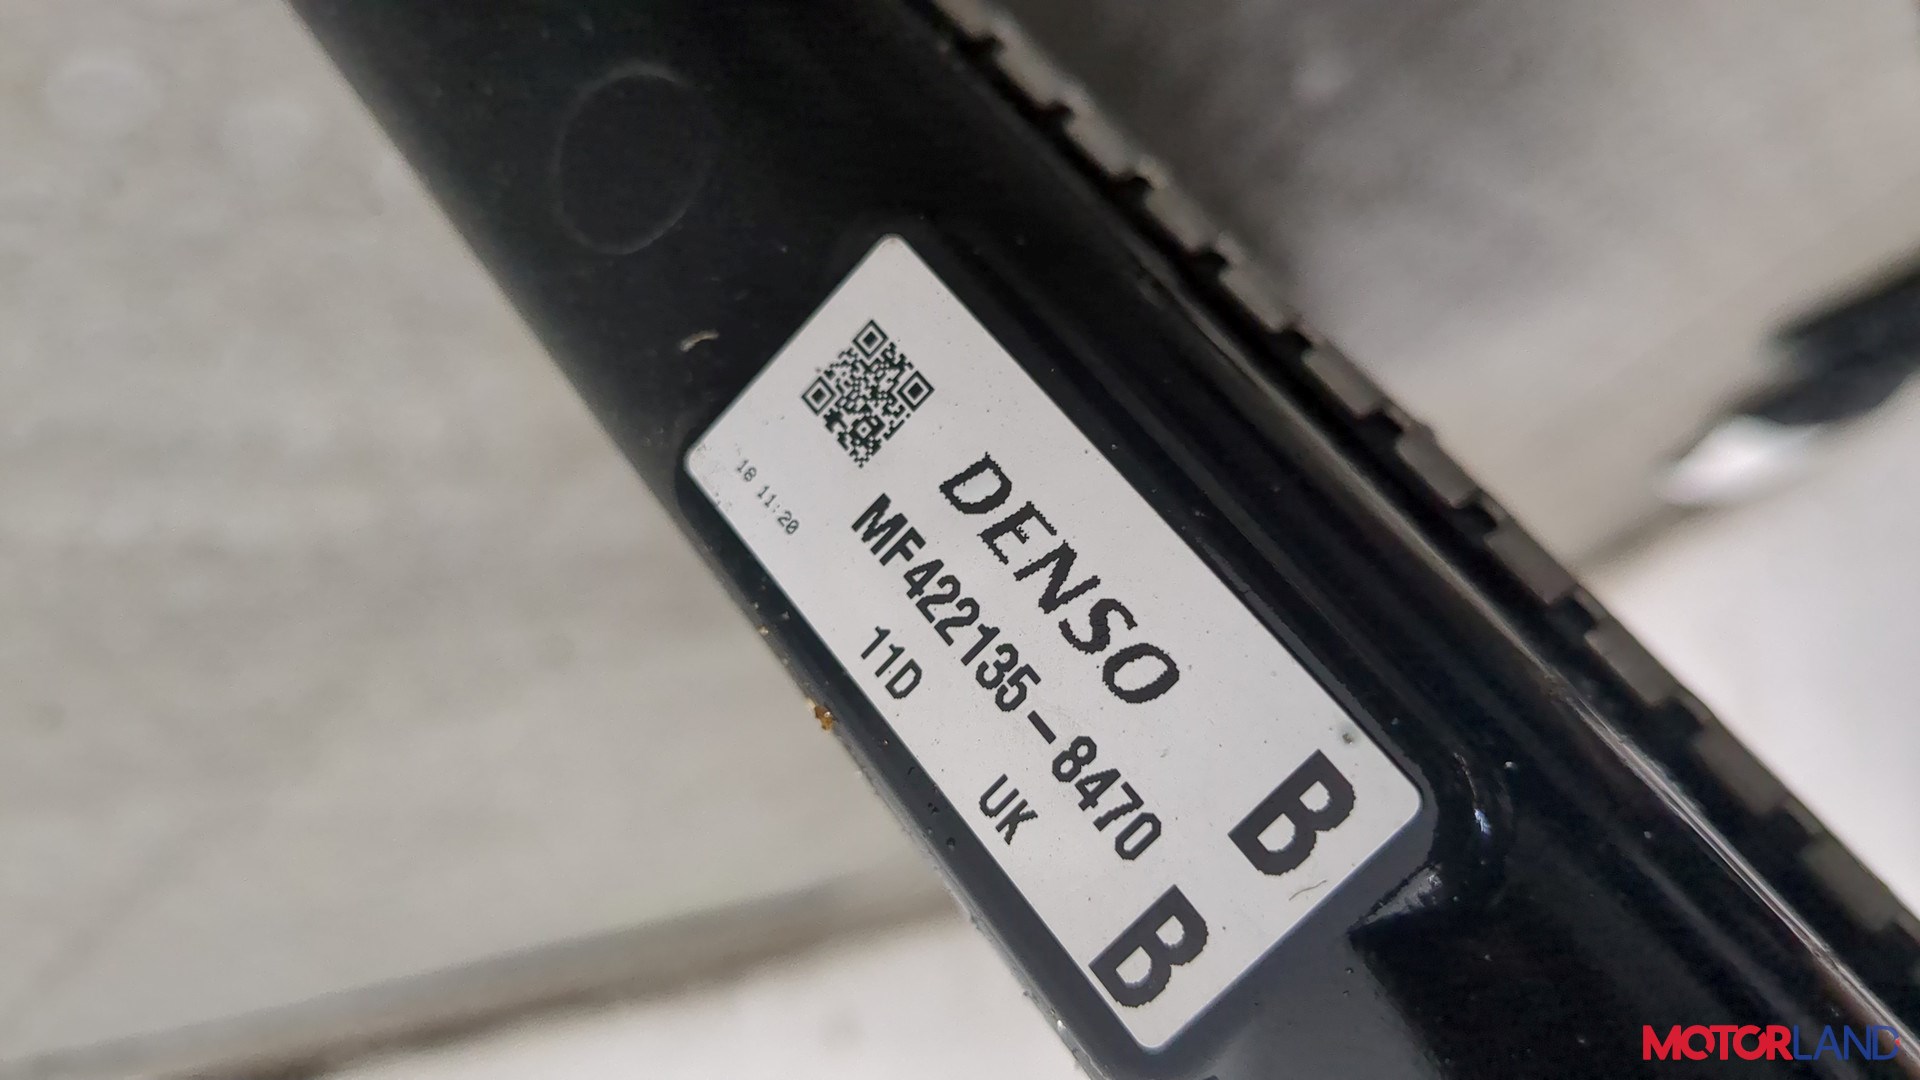 18 11:20
DENSO
MF422135-8470
11D UK
B
B
MOTORLAND